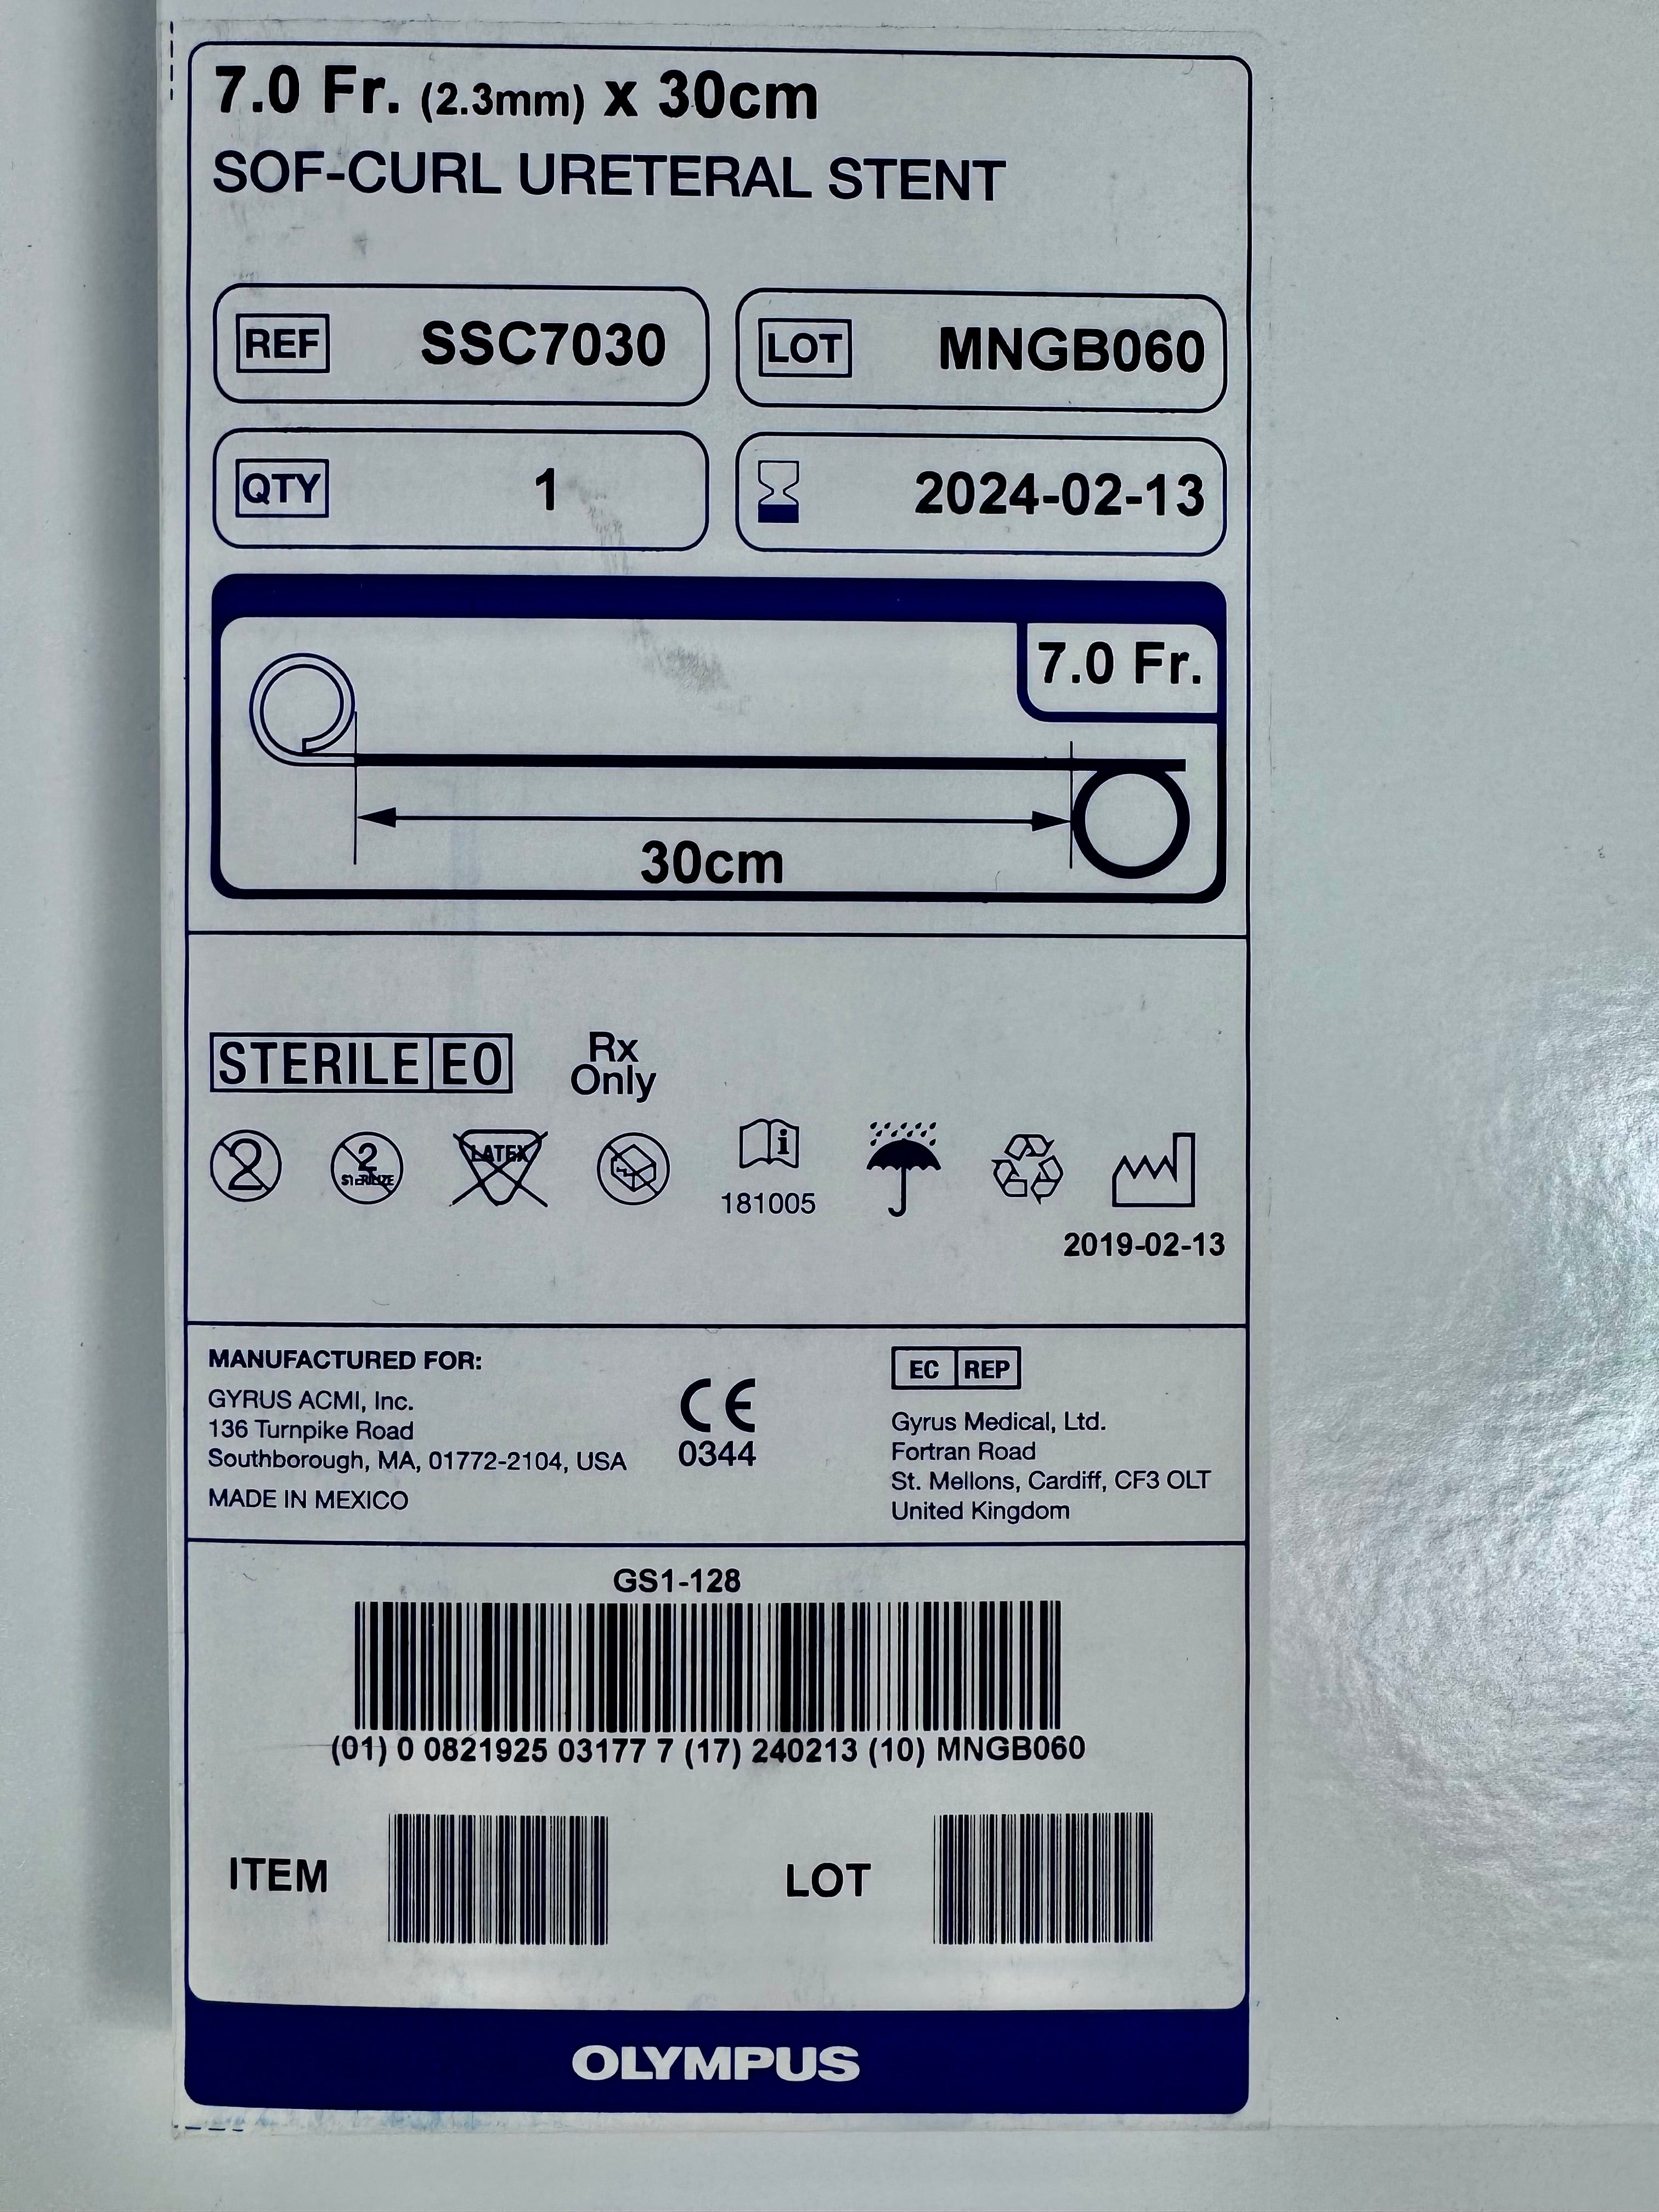 7.0 Fr. (2.3mm) x 30cm
SOF-CURL URETERAL STENT
REF SSC7030
LOT MNGB060
QTY 1
2024-02-13
7.0 Fr.
30cm
STERILE EO
Rx
Only
2
2
STERILIZE
LATEX
i
181005
2019-02-13
MANUFACTURED FOR:
GYRUS ACMI, Inc.
136 Turnpike Road
Southborough, MA, 01772-2104, USA
MADE IN MEXICO
CE
0344
EC REP
Gyrus Medical, Ltd.
Fortran Road
St. Mellons, Cardiff, CF3 OLT
United Kingdom
GS1-128
(01) 0 0821925 03177 7 (17) 240213 (10) MNGB060
ITEM
LOT
OLYMPUS